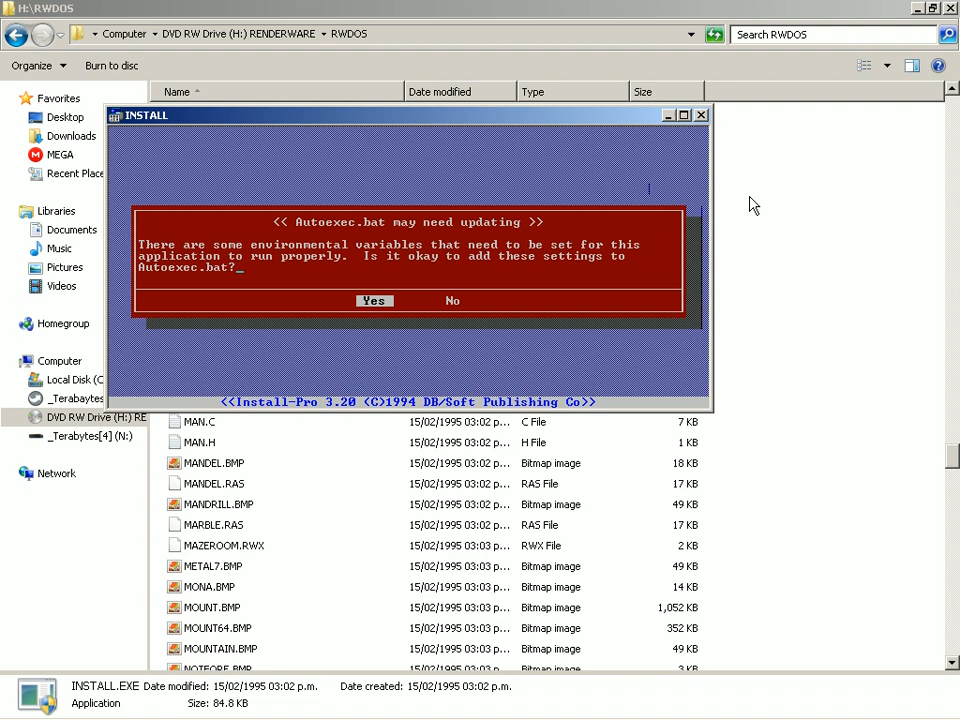 H:\RWDOS
Computer DVD RW Drive (H:) RENDERWARE RWDOS
Search RWDOS
Organize Burn to disc
Name Date modified Type Size
Favorites
Desktop
Downloads
MEGA
Recent Place
Libraries
Documents
Music
Pictures
Videos
Homegroup
Computer
Local Disk (C
_Terabytes
DVD RW Drive (H:) RE
_Terabytes[4] (N:)
Network
INSTALL
<< Autoexec.bat may need updating >>
There are some environmental variables that need to be set for this
application to run properly. Is it okay to add these settings to
Autoexec.bat?_
Yes No
<<Install-Pro 3.20 (C)1994 DB/Soft Publishing Co>>
MAN.C 15/02/1995 03:02 p... C File 7 KB
MAN.H 15/02/1995 03:02 p... H File 1 KB
MANDEL.BMP 15/02/1995 03:02 p... Bitmap image 18 KB
MANDEL.RAS 15/02/1995 03:02 p... RAS File 17 KB
MANDRILL.BMP 15/02/1995 03:02 p... Bitmap image 49 KB
MARBLE.RAS 15/02/1995 03:02 p... RAS File 17 KB
MAZEROOM.RWX 15/02/1995 03:03 p... RWX File 2 KB
METAL7.BMP 15/02/1995 03:03 p... Bitmap image 49 KB
MONA.BMP 15/02/1995 03:03 p... Bitmap image 14 KB
MOUNT.BMP 15/02/1995 03:03 p... Bitmap image 1,052 KB
MOUNT64.BMP 15/02/1995 03:03 p... Bitmap image 352 KB
MOUNTAIN.BMP 15/02/1995 03:03 p... Bitmap image 49 KB
15/02/1995 03:03 p... Bitmap image 3 KB
INSTALL.EXE Date modified: 15/02/1995 03:02 p.m. Date created: 15/02/1995 03:02 p.m.
Application Size: 84.8 KB